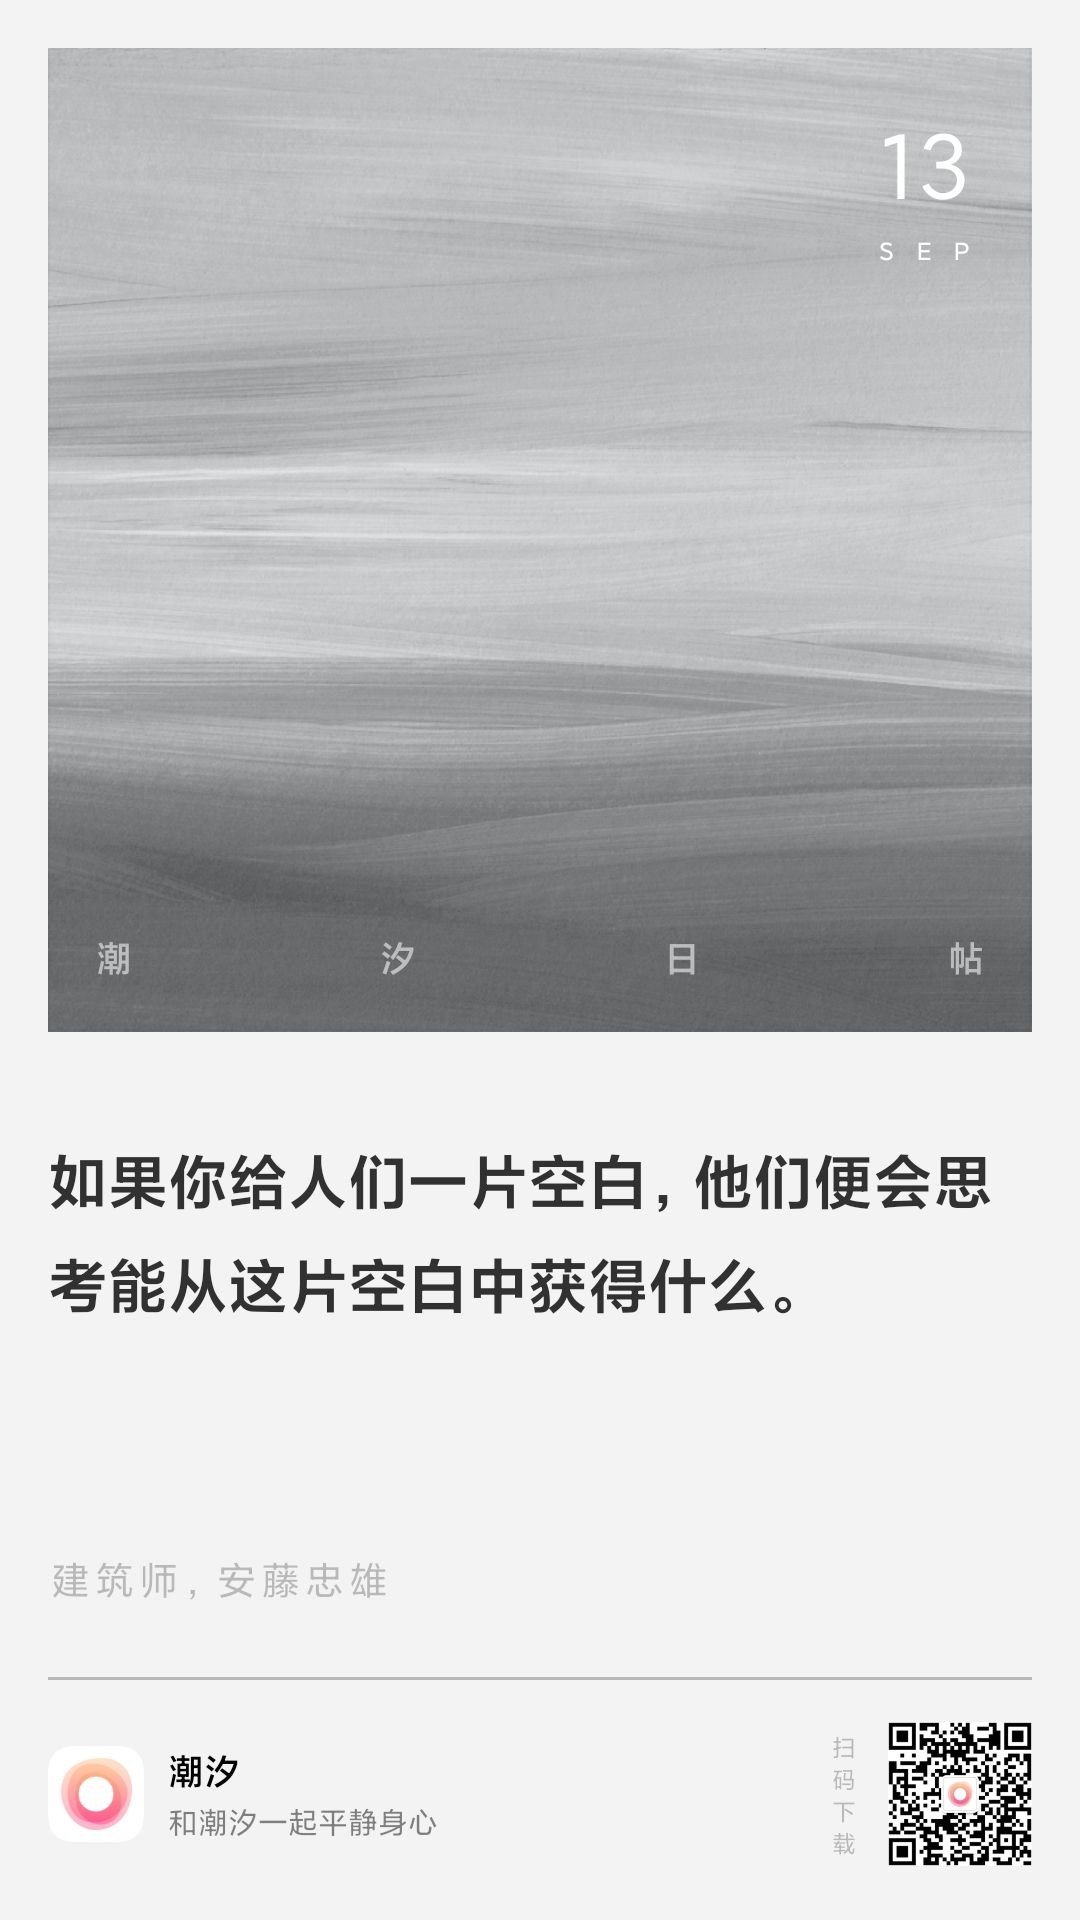 13
SEP
潮汐日帖
如果你给人们一片空白，他们便会思
考能从这片空白中获得什么。
建筑师，安藤忠雄
潮汐
和潮汐一起平静身心
扫码下载